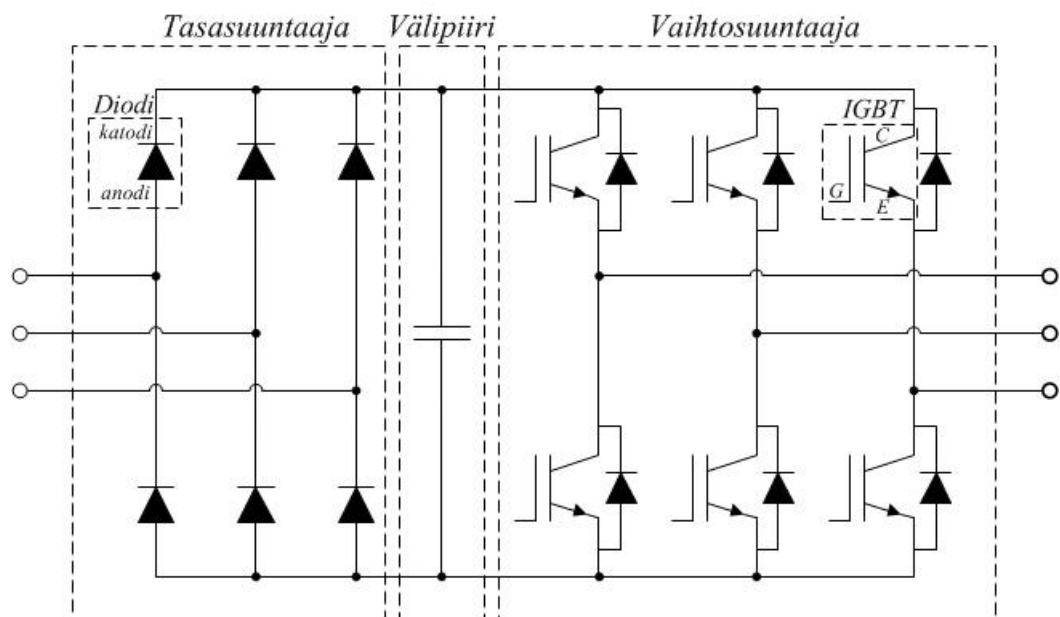 Tasasuuntaaja
Välipiiri
Vaihtosuuntaaja
Diodi
katodi
anodi
IGBT
C
G
E